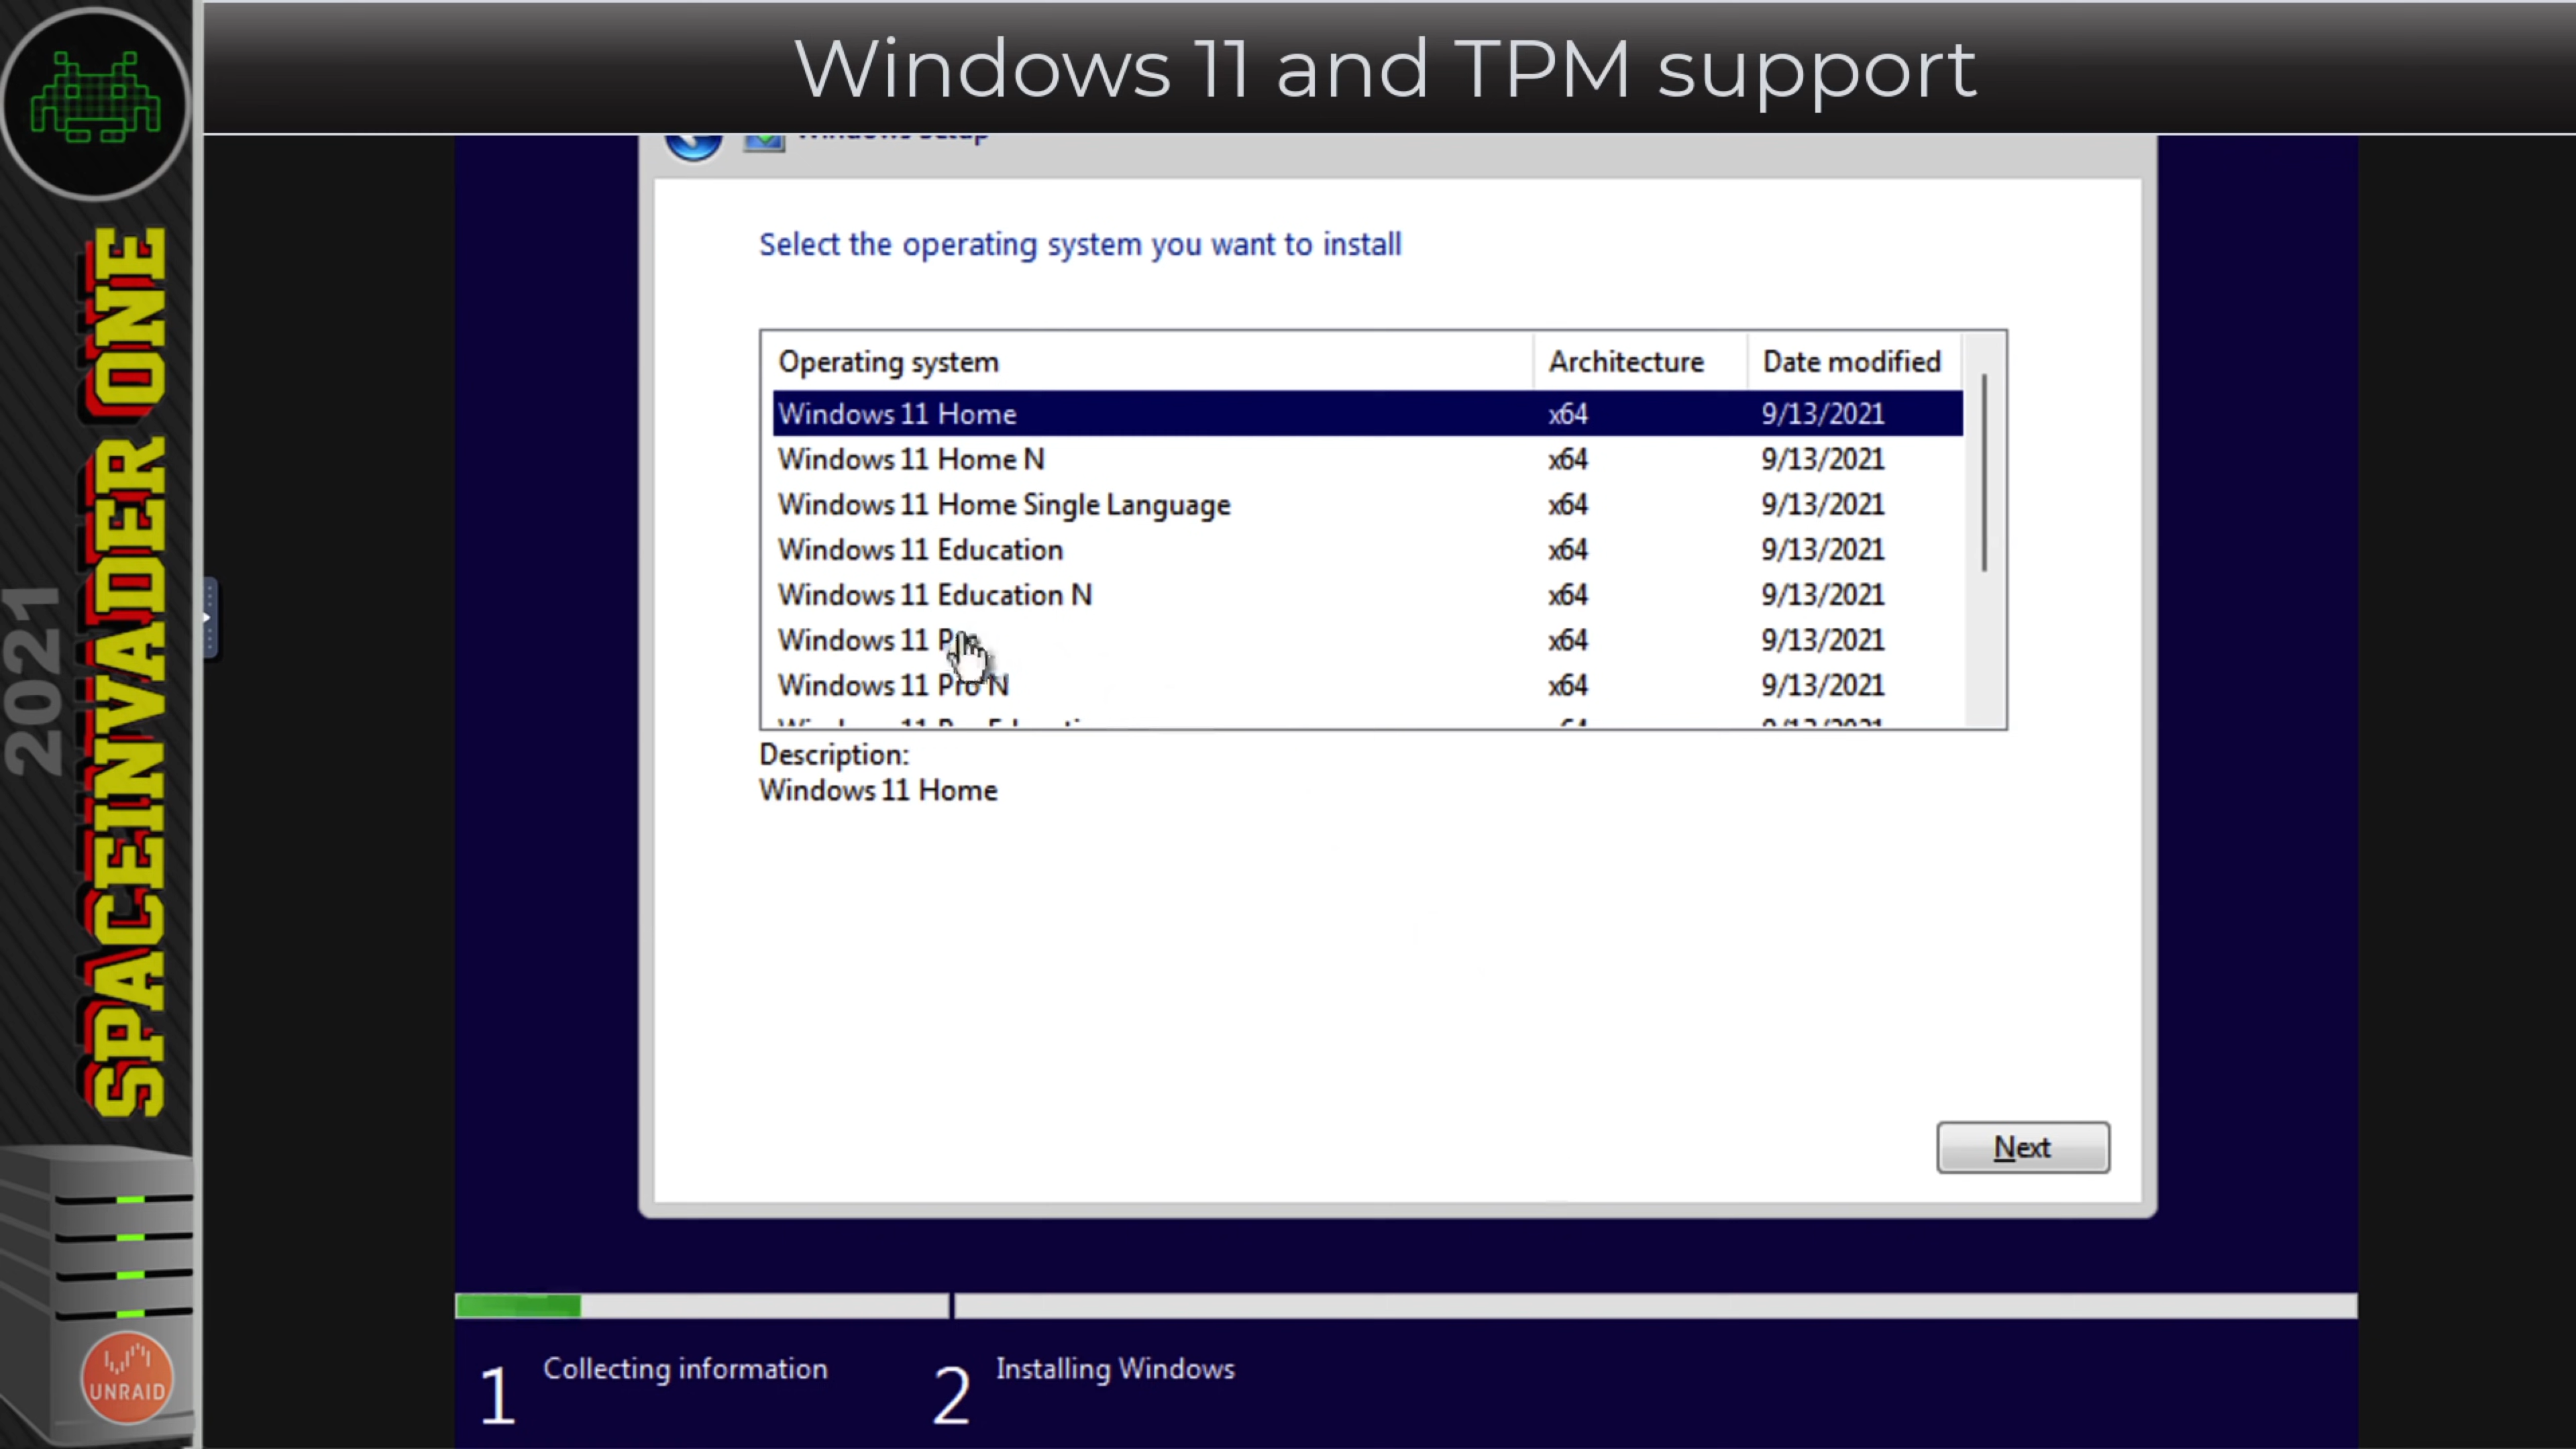 Windows 11 and TPM support
Windows Setup
Select the operating system you want to install
Operating system Architecture Date modified
Windows 11 Home x64 9/13/2021
Windows 11 Home N x64 9/13/2021
Windows 11 Home Single Language x64 9/13/2021
Windows 11 Education x64 9/13/2021
Windows 11 Education N x64 9/13/2021
Windows 11 Pro x64 9/13/2021
Windows 11 Pro N x64 9/13/2021
Description:
Windows 11 Home
Next
1 Collecting information
2 Installing Windows
2021
SPACEINVADER ONE
UNRAID